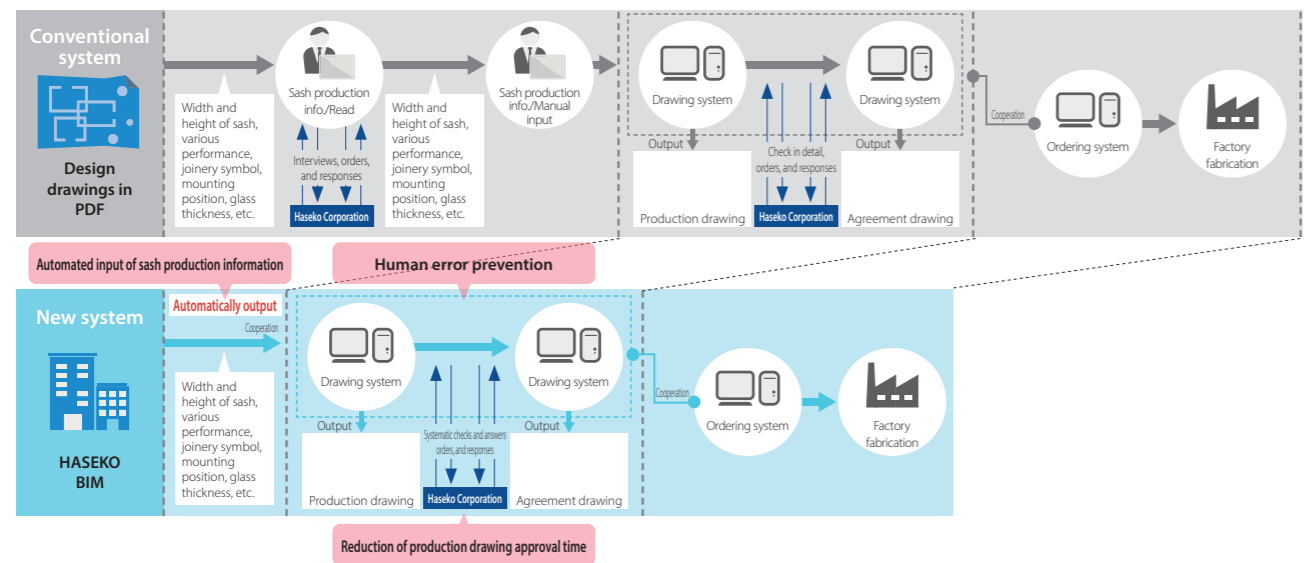 Conventional
system
Design
drawings in
PDF
Width and
height of sash,
various
performance,
joinery symbol,
mounting
position, glass
thickness, etc.
Sash production
info/Read
Interviews, orders,
and responses
Haseko Corporation
Width and
height of sash,
various
performance,
joinery symbol,
mounting
position, glass
thickness, etc.
Sash production
info./Manual
input
Drawing system
Output
Production drawing
Check in detail,
orders, and responses
Haseko Corporation
Drawing system
Output
Agreement drawing
Cooperation
Ordering system
Factory
fabrication
Automated input of sash production information
Human error prevention
New system
HASEKO
BIM
Automatically output
Cooperation
Width and
height of sash,
various
performance,
joinery symbol,
mounting
position, glass
thickness, etc.
Drawing system
Output
Production drawing
Systematic checks and answers
orders, and responses
Haseko Corporation
Drawing system
Output
Agreement drawing
Cooperation
Ordering system
Factory
fabrication
Reduction of production drawing approval time